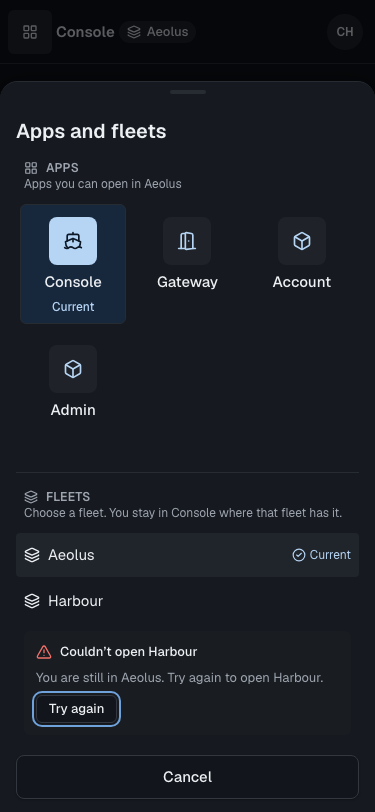 Console
Aeolus
CH
Apps and fleets
APPS
Apps you can open in Aeolus
Console
Current
Gateway
Account
Admin
FLEETS
Choose a fleet. You stay in Console where that fleet has it.
Aeolus
Current
Harbour
Couldn’t open Harbour
You are still in Aeolus. Try again to open Harbour.
Try again
Cancel